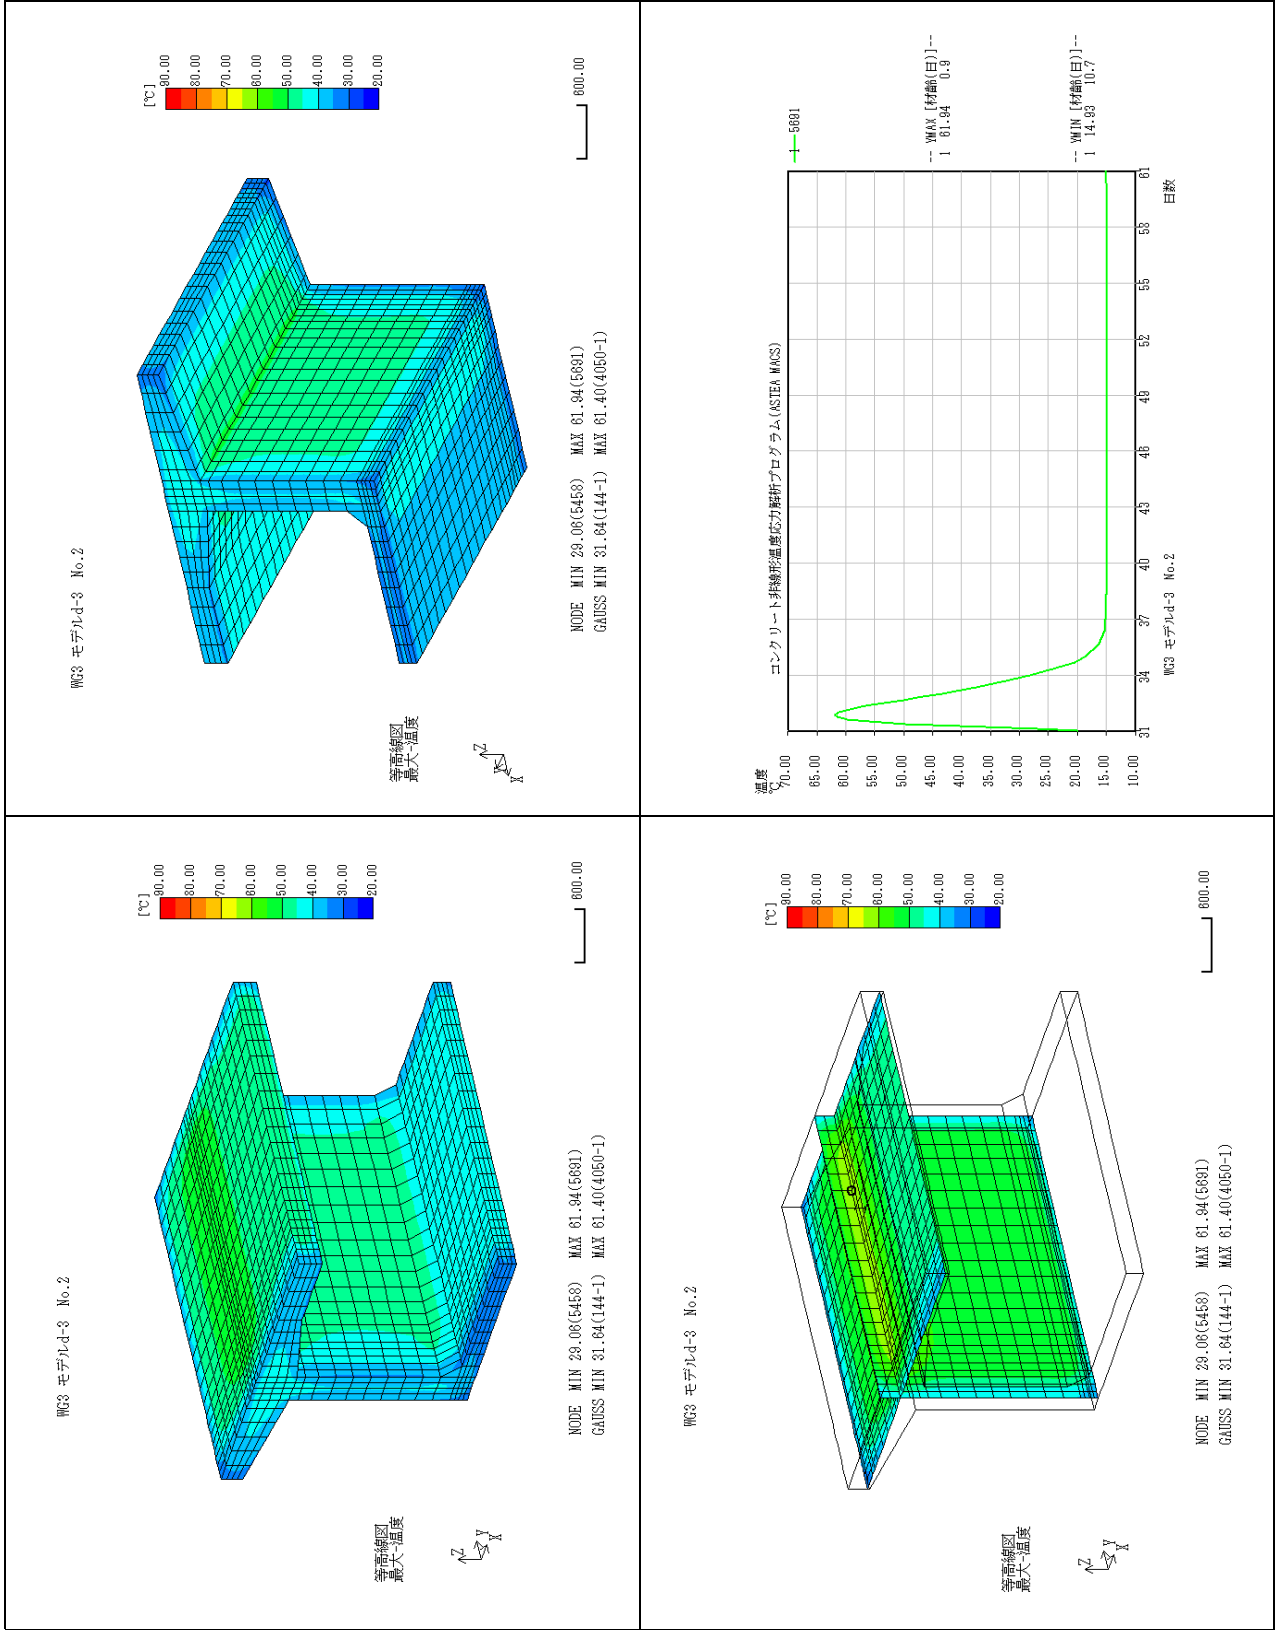 WG3 モデルd-3 No.2
[℃]
90.00
80.00
70.00
60.00
50.00
40.00
30.00
20.00
600.00
等高線図
最大-温度
Z
Y
X
NODE MIN 29.06(5458) MAX 61.94(5691)
GAUSS MIN 31.64(144-1) MAX 61.40(4050-1)
WG3 モデルd-3 No.2
[℃]
90.00
80.00
70.00
60.00
50.00
40.00
30.00
20.00
600.00
等高線図
最大-温度
Z
Y
X
NODE MIN 29.06(5458) MAX 61.94(5691)
GAUSS MIN 31.64(144-1) MAX 61.40(4050-1)
WG3 モデルd-3 No.2
[℃]
90.00
80.00
70.00
60.00
50.00
40.00
30.00
20.00
600.00
等高線図
最大-温度
Z
Y
X
NODE MIN 29.06(5458) MAX 61.94(5691)
GAUSS MIN 31.64(144-1) MAX 61.40(4050-1)
コンクリート非線形温度応力解析プログラム(ASTEA MACS)
温度
℃
70.00
65.00
60.00
55.00
50.00
45.00
40.00
35.00
30.00
25.00
20.00
15.00
10.00
31 34 37 40 43 46 49 52 55 58 61
日数
WG3 モデルd-3 No.2
1 5691
-- YMAX [材齢(日)]--
1 61.94 0.9
-- YMIN [材齢(日)]--
1 14.93 10.7